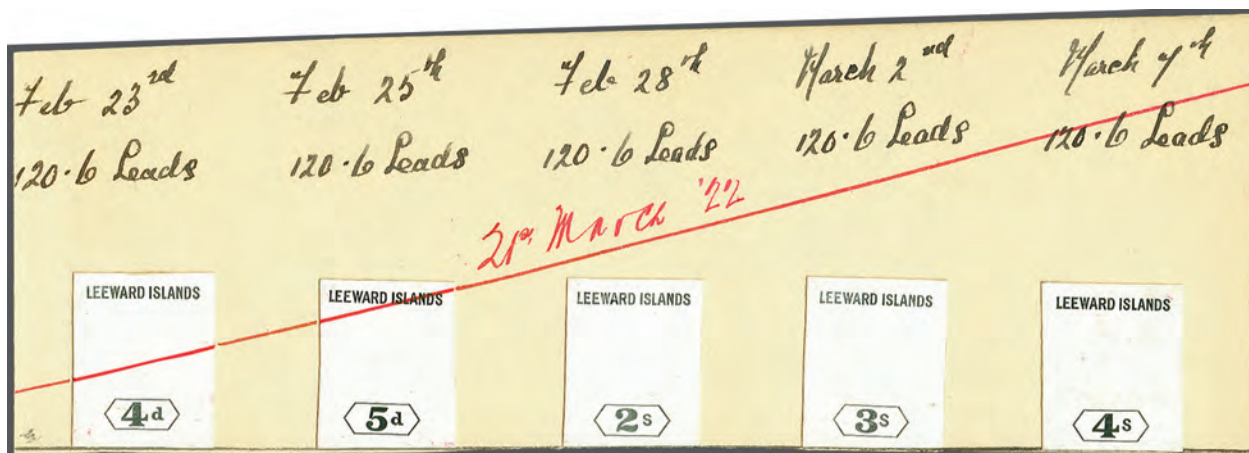 Feb 23rd
120·6 Leads
Feb 25th
120·6 Leads
Feb 28th
120·6 Leads
March 2nd
120·6 Leads
March 7th
120·6 Leads
21st March '22
LEEWARD ISLANDS
4d
LEEWARD ISLANDS
5d
LEEWARD ISLANDS
2s
LEEWARD ISLANDS
3s
LEEWARD ISLANDS
4s